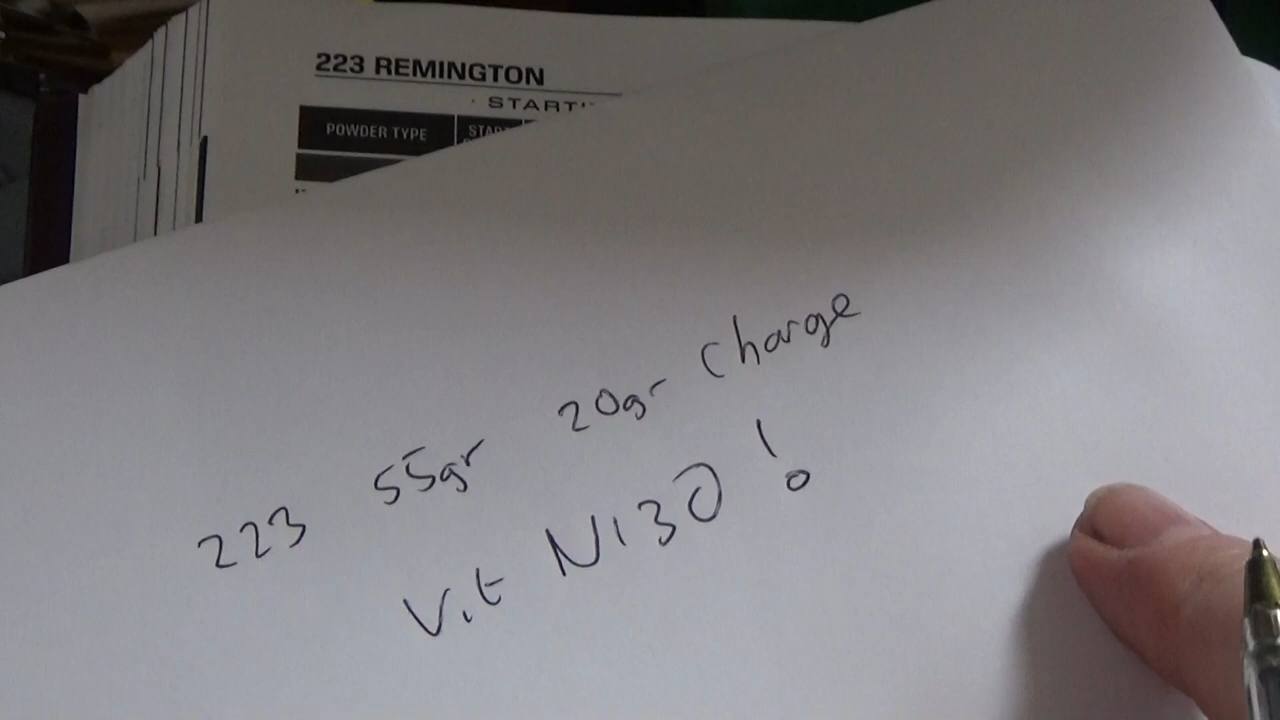 223 REMINGTON
POWDER TYPE
223 55gr 20gr Charge
Vit N130 !